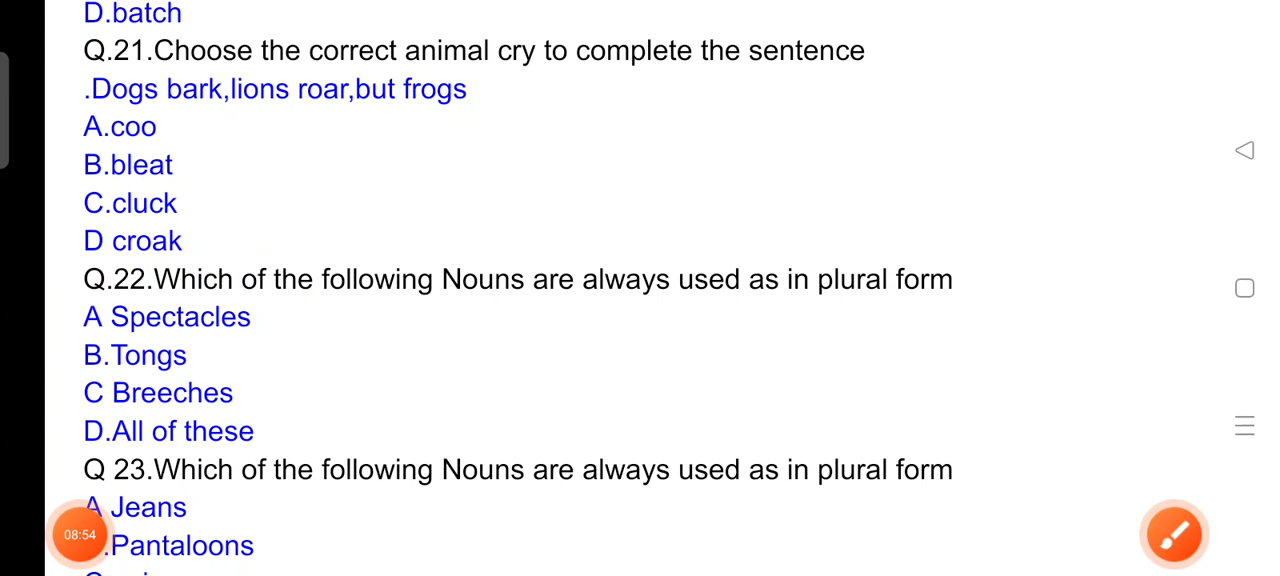 D.batch
Q.21.Choose the correct animal cry to complete the sentence
.Dogs bark,lions roar,but frogs
A.coo
B.bleat
C.cluck
D croak
Q.22.Which of the following Nouns are always used as in plural form
A Spectacles
B.Tongs
C Breeches
D.All of these
Q 23.Which of the following Nouns are always used as in plural form
A Jeans
08:54
.Pantaloons